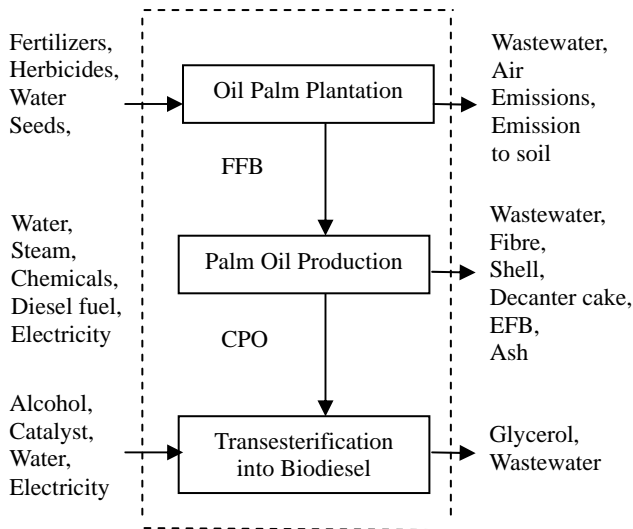 Fertilizers,
Herbicides,
Water
Seeds,
Oil Palm Plantation
Wastewater,
Air
Emissions,
Emission
to soil
FFB
Water,
Steam,
Chemicals,
Diesel fuel,
Electricity
Palm Oil Production
Wastewater,
Fibre,
Shell,
Decanter cake,
EFB,
Ash
CPO
Alcohol,
Catalyst,
Water,
Electricity
Transesterification
into Biodiesel
Glycerol,
Wastewater